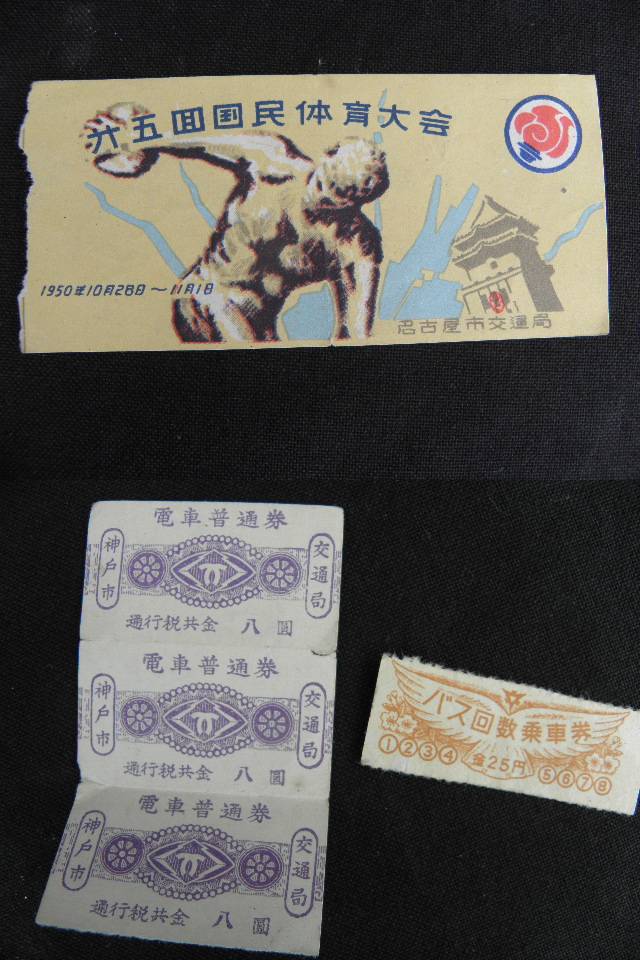 第五回国民体育大会
1950年10月28日〜11月1日
名古屋市交通局
電車普通券
神戸市
交通局
通行税共金 八圓
電車普通券
神戸市
交通局
通行税共金 八圓
電車普通券
神戸市
交通局
通行税共金 八圓
バス回数乗車券
①②③④ 金25円 ⑤⑥⑦⑧